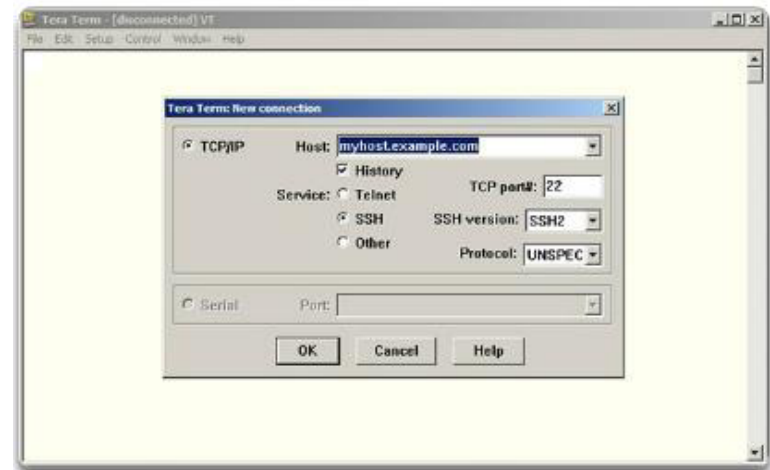 Tera Term - [disconnected] VT
File Edit Setup Control Window Help
Tera Term: New connection
TCP/IP Host: myhost.example.com
History
Service: Telnet TCP port#: 22
SSH SSH version: SSH2
Other Protocol: UNSPEC
Serial Port:
OK Cancel Help